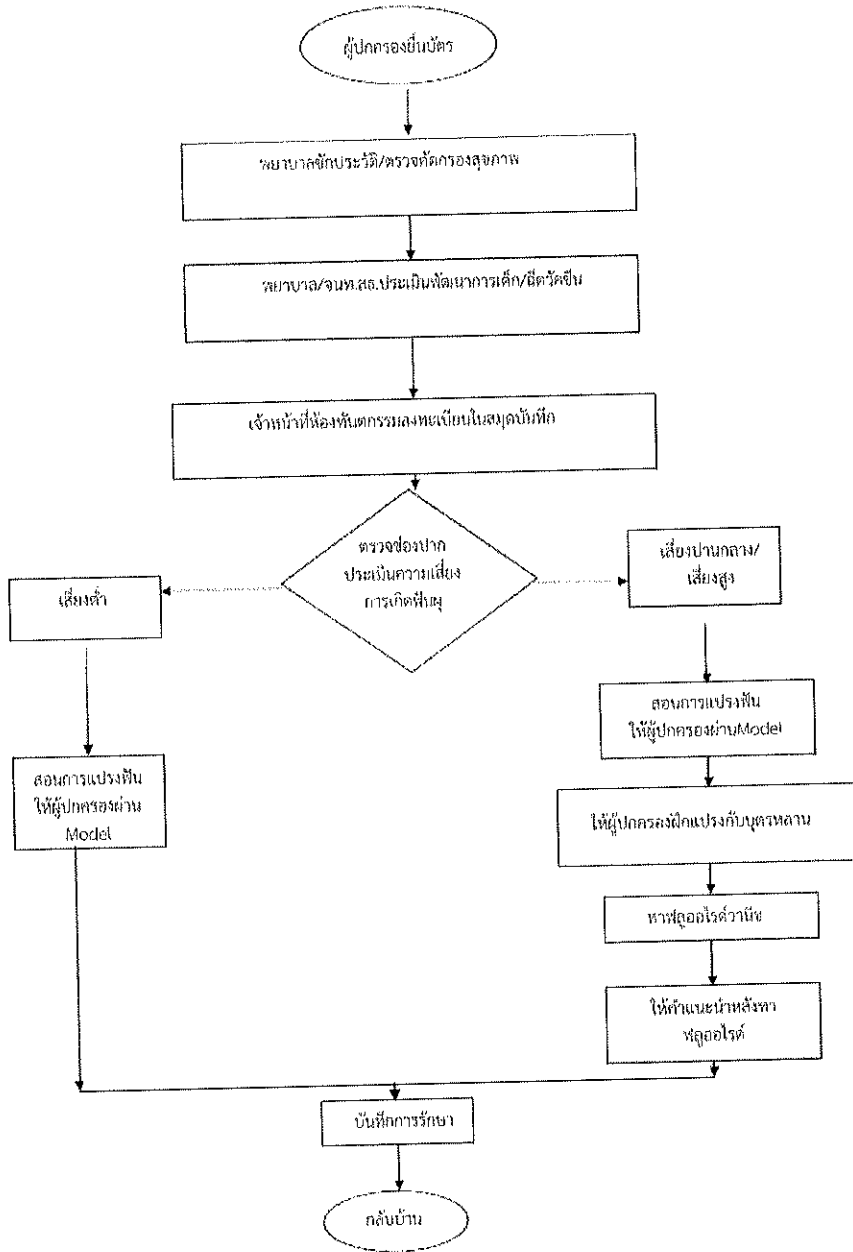 ผู้ปกครองยื่นบัตร
พยาบาลซักประวัติ/ตรวจคัดกรองสุขภาพ
พยาบาล/จนท.สธ.ประเมินพัฒนาการเด็ก/ฉีดวัคซีน
เจ้าหน้าที่ห้องทันตกรรมลงทะเบียนในสมุดบันทึก
ตรวจช่องปาก
ประเมินความเสี่ยง
การเกิดฟันผุ
เสี่ยงต่ำ
สอนการแปรงฟัน
ให้ผู้ปกครองผ่าน
Model
เสี่ยงปานกลาง/
เสี่ยงสูง
สอนการแปรงฟัน
ให้ผู้ปกครองผ่านModel
ให้ผู้ปกครองฝึกแปรงกับบุตรหลาน
ทาฟลูออไรด์วานิช
ให้คำแนะนำหลังทา
ฟลูออไรด์
บันทึกการรักษา
กลับบ้าน